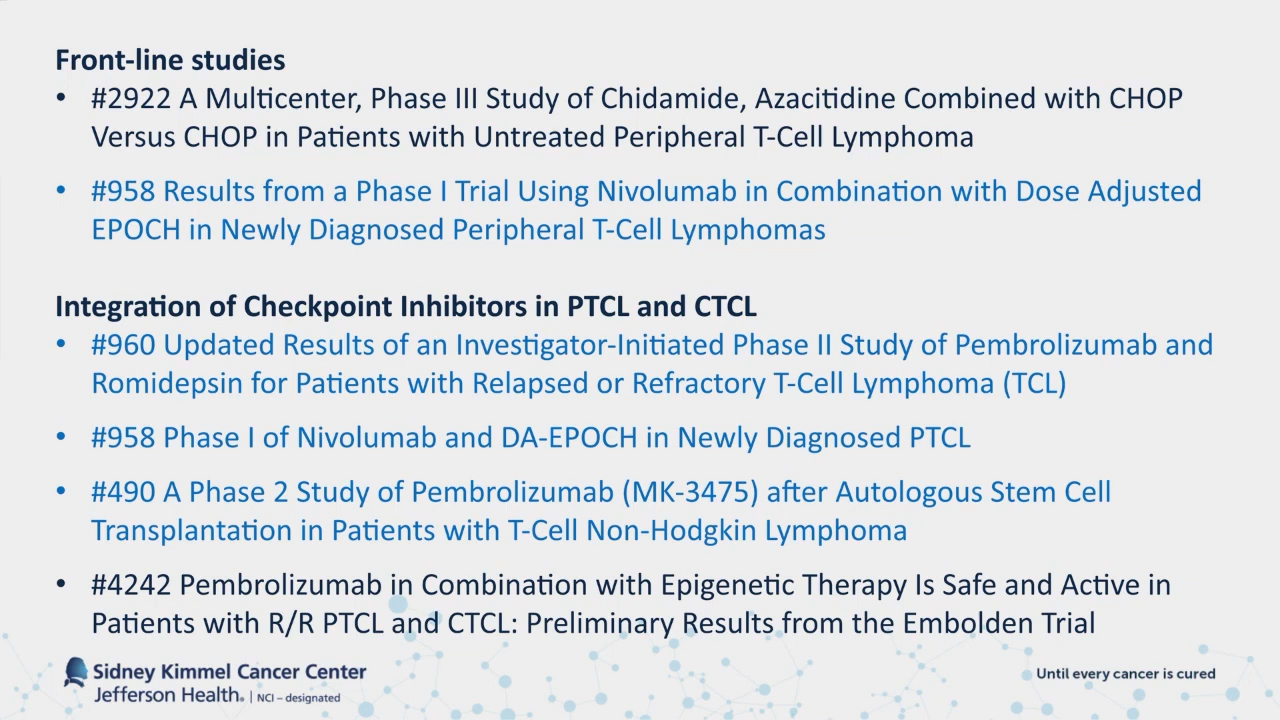 Front-line studies
• #2922 A Multicenter, Phase III Study of Chidamide, Azacitidine Combined with CHOP
Versus CHOP in Patients with Untreated Peripheral T-Cell Lymphoma
• #958 Results from a Phase I Trial Using Nivolumab in Combination with Dose Adjusted
EPOCH in Newly Diagnosed Peripheral T-Cell Lymphomas
Integration of Checkpoint Inhibitors in PTCL and CTCL
• #960 Updated Results of an Investigator-Initiated Phase II Study of Pembrolizumab and
Romidepsin for Patients with Relapsed or Refractory T-Cell Lymphoma (TCL)
• #958 Phase I of Nivolumab and DA-EPOCH in Newly Diagnosed PTCL
• #490 A Phase 2 Study of Pembrolizumab (MK-3475) after Autologous Stem Cell
Transplantation in Patients with T-Cell Non-Hodgkin Lymphoma
• #4242 Pembrolizumab in Combination with Epigenetic Therapy Is Safe and Active in
Patients with R/R PTCL and CTCL: Preliminary Results from the Embolden Trial
Sidney Kimmel Cancer Center
Jefferson Health® | NCI – designated
Until every cancer is cured